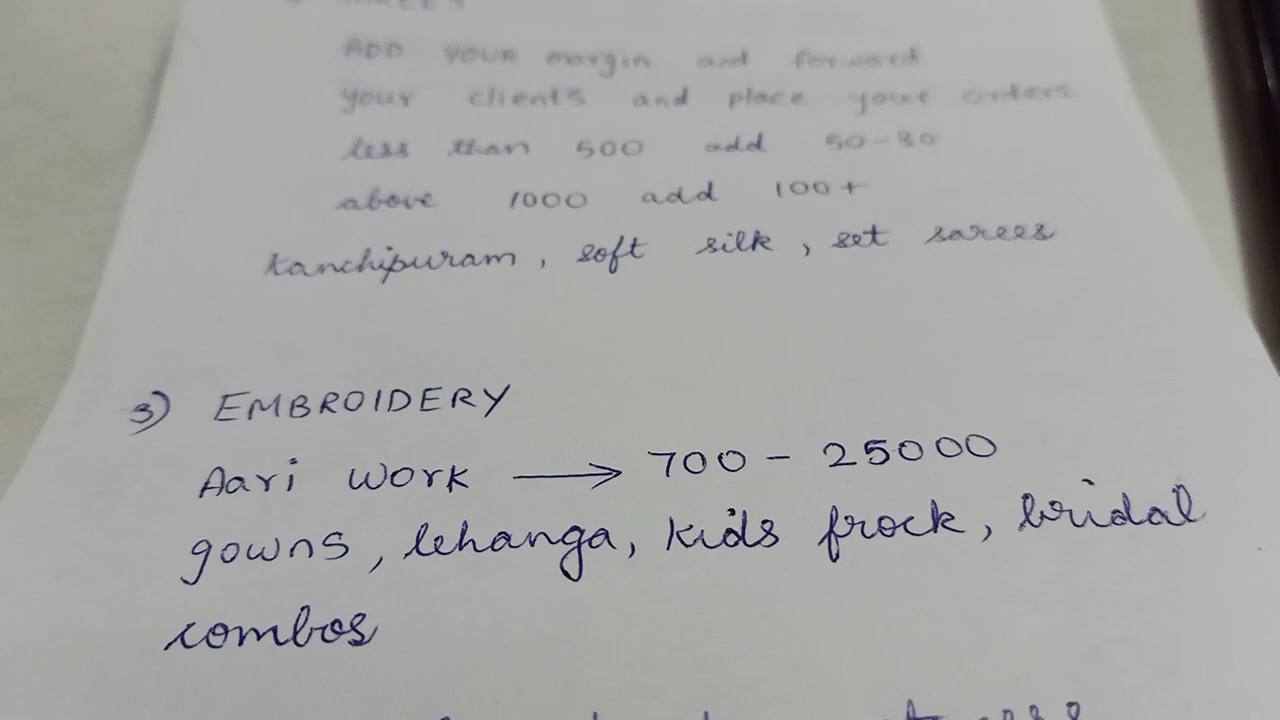 SAREES
ADD YOUR margin and forward
your clients and place your orders
less than 500 add 50-80
above 1000 add 100+
kanchipuram, soft silk, set sarees
3) EMBROIDERY
Aari work → 700 - 25000
gowns, lehanga, kids frock, bridal
combos